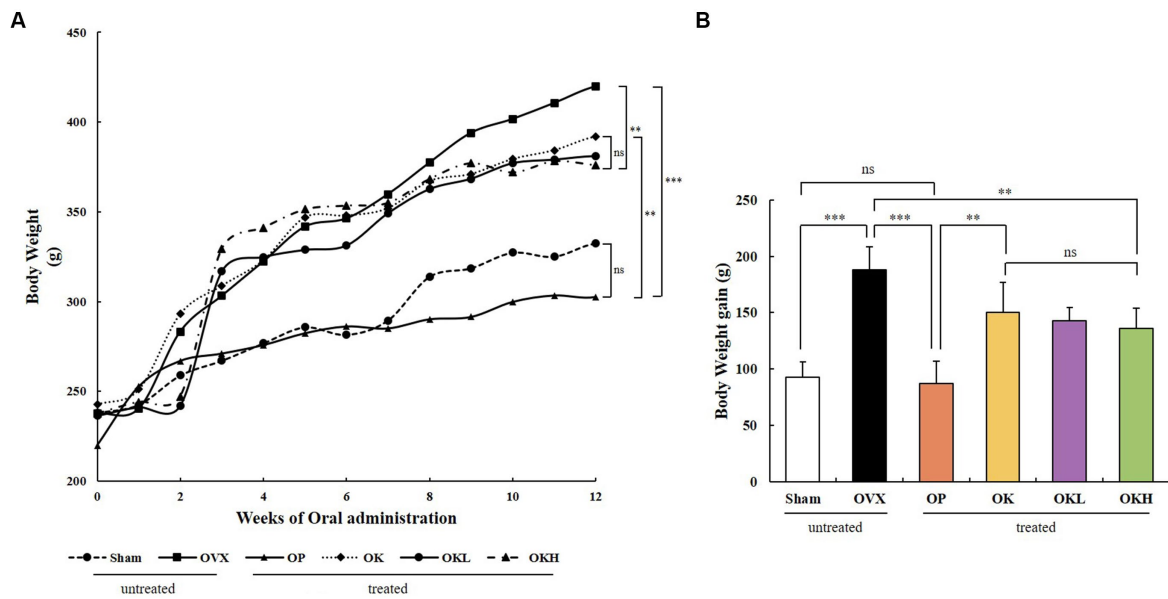 A
450
400
350
300
250
200
Body Weight
(g)
0
2
4
6
8
10
12
Weeks of Oral administration
ns
**
ns
**
***
Sham OVX OP OK OKL OKH
untreated treated
B
250
200
150
100
50
0
Body Weight gain (g)
ns
**
***
***
**
ns
Sham OVX OP OK OKL OKH
untreated treated